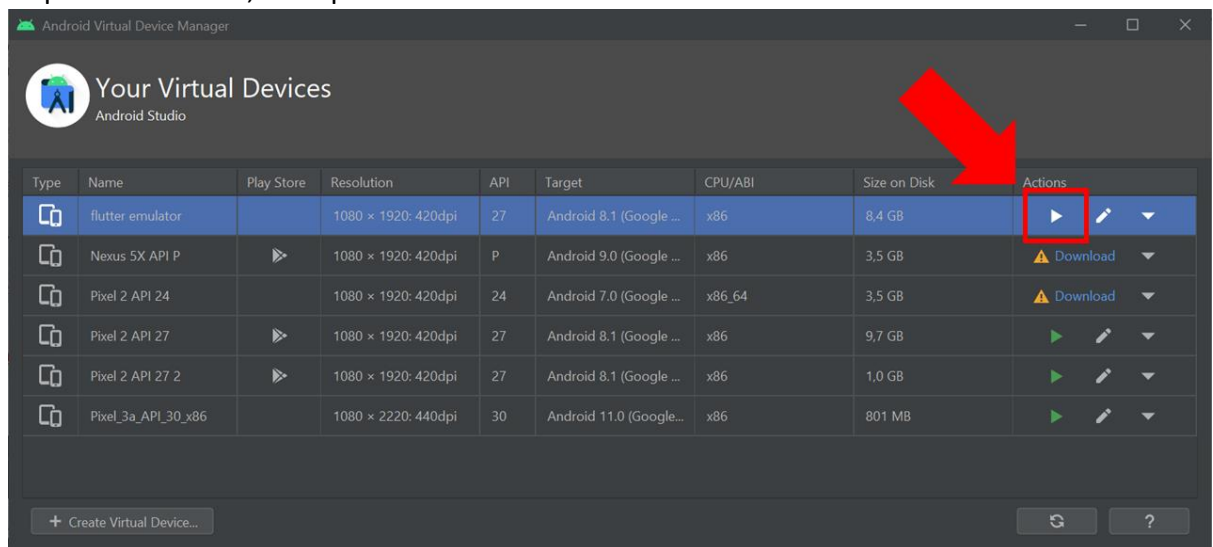 Android Virtual Device Manager
Your Virtual Devices
Android Studio
Type Name Play Store Resolution API Target CPU/ABI Size on Disk Actions
flutter emulator 1080 × 1920: 420dpi 27 Android 8.1 (Google ... x86 8,4 GB
Nexus 5X API P 1080 × 1920: 420dpi P Android 9.0 (Google ... x86 3,5 GB Download
Pixel 2 API 24 1080 × 1920: 420dpi 24 Android 7.0 (Google ... x86_64 3,5 GB Download
Pixel 2 API 27 1080 × 1920: 420dpi 27 Android 8.1 (Google ... x86 9,7 GB
Pixel 2 API 27 2 1080 × 1920: 420dpi 27 Android 8.1 (Google ... x86 1,0 GB
Pixel_3a_API_30_x86 1080 × 2220: 440dpi 30 Android 11.0 (Google... x86 801 MB
+ Create Virtual Device... ?